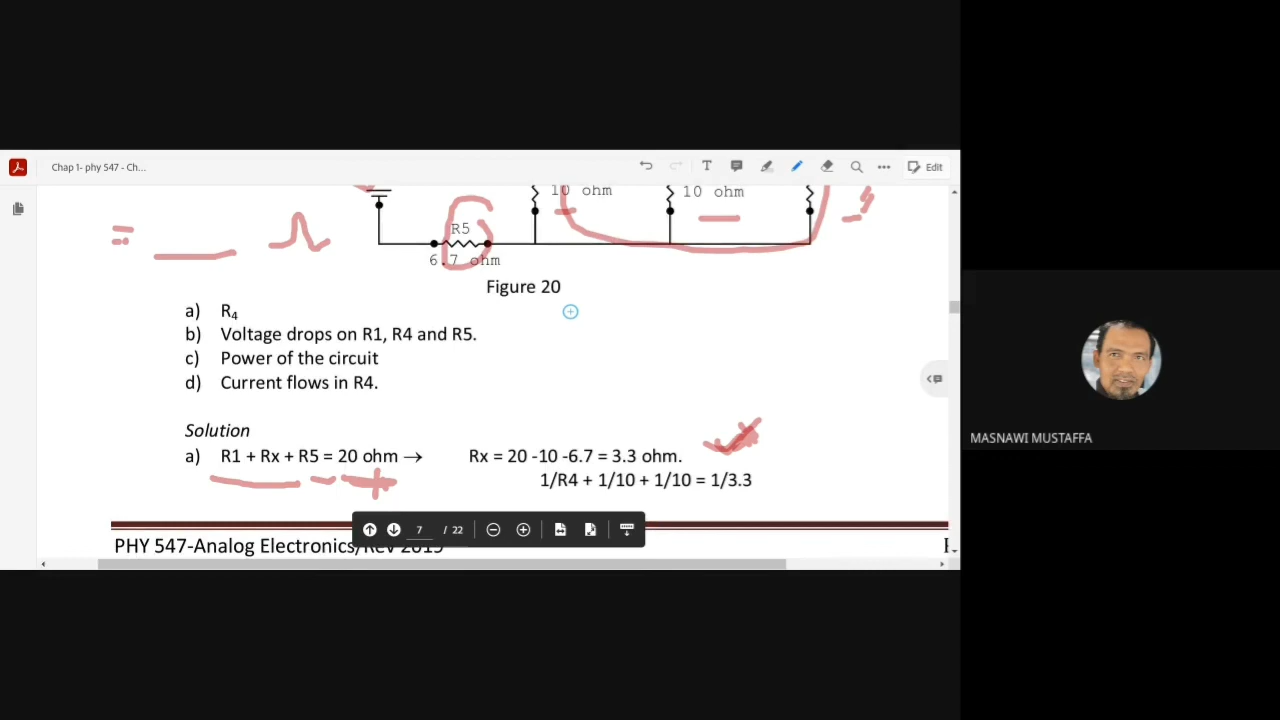 Chap 1- phy 547 - Ch...
T
Edit
10 ohm
10 ohm
R5
6.7 ohm
= Ω
Figure 20
a) R4
b) Voltage drops on R1, R4 and R5.
c) Power of the circuit
d) Current flows in R4.
Solution
a) R1 + Rx + R5 = 20 ohm → Rx = 20 -10 -6.7 = 3.3 ohm.
1/R4 + 1/10 + 1/10 = 1/3.3
7 / 22
PHY 547-Analog Electronics/Rev 2015
MASNAWI MUSTAFFA